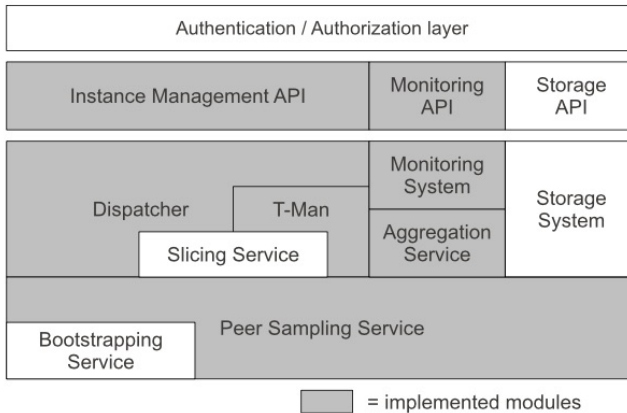 Authentication / Authorization layer
Instance Management API
Monitoring
API
Storage
API
Dispatcher
T-Man
Slicing Service
Monitoring
System
Aggregation
Service
Storage
System
Peer Sampling Service
Bootstrapping
Service
= implemented modules